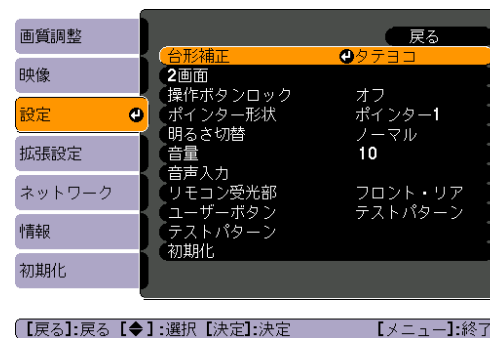 画質調整
映像
設定
拡張設定
ネットワーク
情報
初期化
戻る
台形補正 タテヨコ
2画面
操作ボタンロック オフ
ポインター形状 ポインター1
明るさ切替 ノーマル
音量 10
音声入力
リモコン受光部 フロント・リア
ユーザーボタン テストパターン
テストパターン
初期化
【戻る】:戻る 【◆】:選択 【決定】:決定 【メニュー】:終了